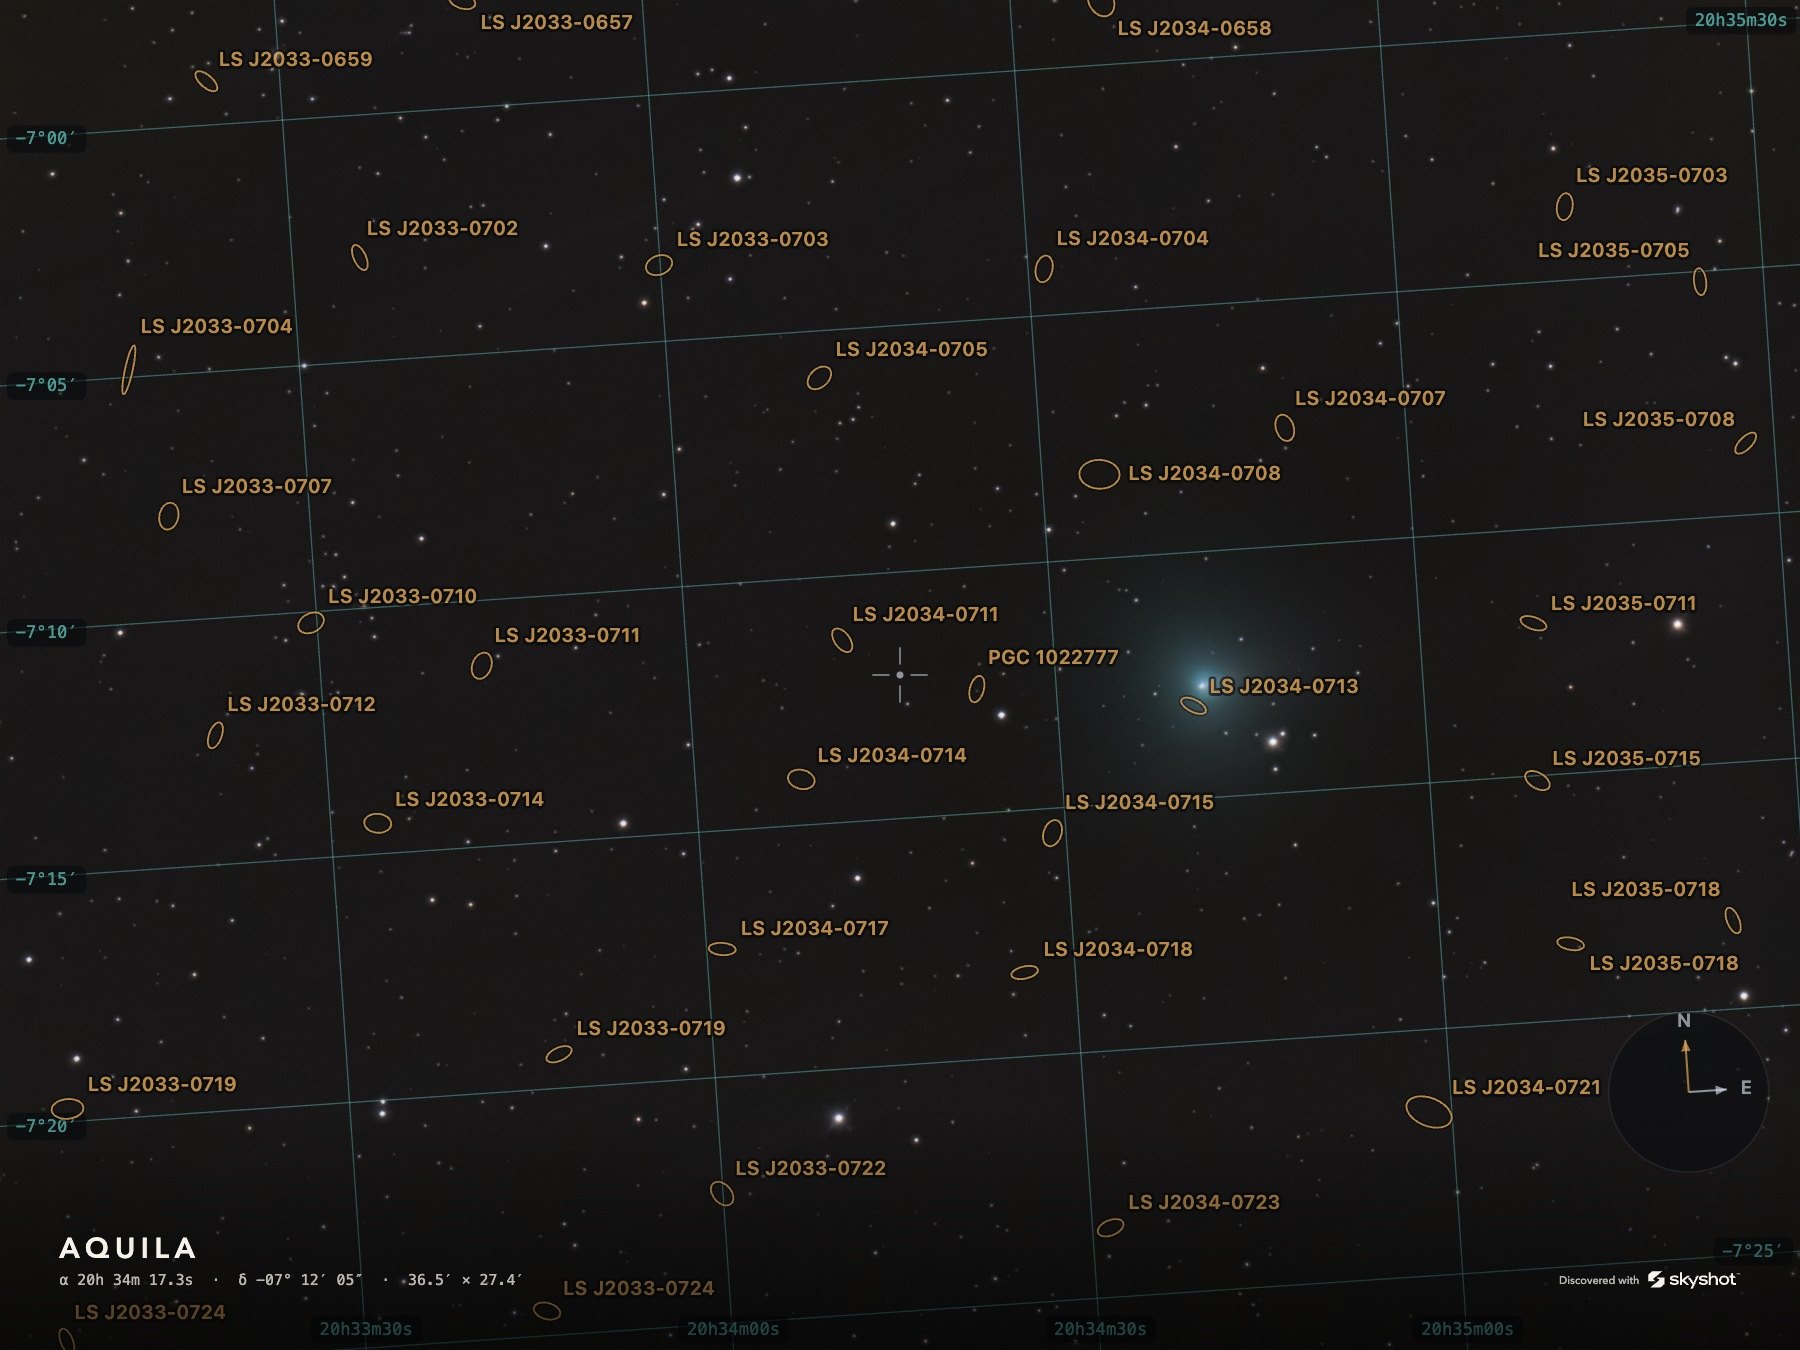 LS J2033-0657
LS J2034-0658
20h35m30s
LS J2033-0659
-7°00′
LS J2035-0703
LS J2033-0702
LS J2033-0703
LS J2034-0704
LS J2035-0705
LS J2033-0704
LS J2034-0705
-7°05′
LS J2034-0707
LS J2035-0708
LS J2034-0708
LS J2033-0707
LS J2033-0710
LS J2035-0711
LS J2034-0711
-7°10′
LS J2033-0711
PGC 1022777
LS J2034-0713
LS J2033-0712
LS J2034-0714
LS J2035-0715
LS J2033-0714
LS J2034-0715
-7°15′
LS J2035-0718
LS J2034-0717
LS J2034-0718
LS J2035-0718
N
LS J2033-0719
LS J2033-0719
LS J2034-0721
E
-7°20′
LS J2033-0722
LS J2034-0723
AQUILA
-7°25′
α 20h 34m 17.3s · δ -07° 12′ 05″ · 36.5′ × 27.4′
Discovered with skyshot
LS J2033-0724
LS J2033-0724
20h33m30s
20h34m00s
20h34m30s
20h35m00s